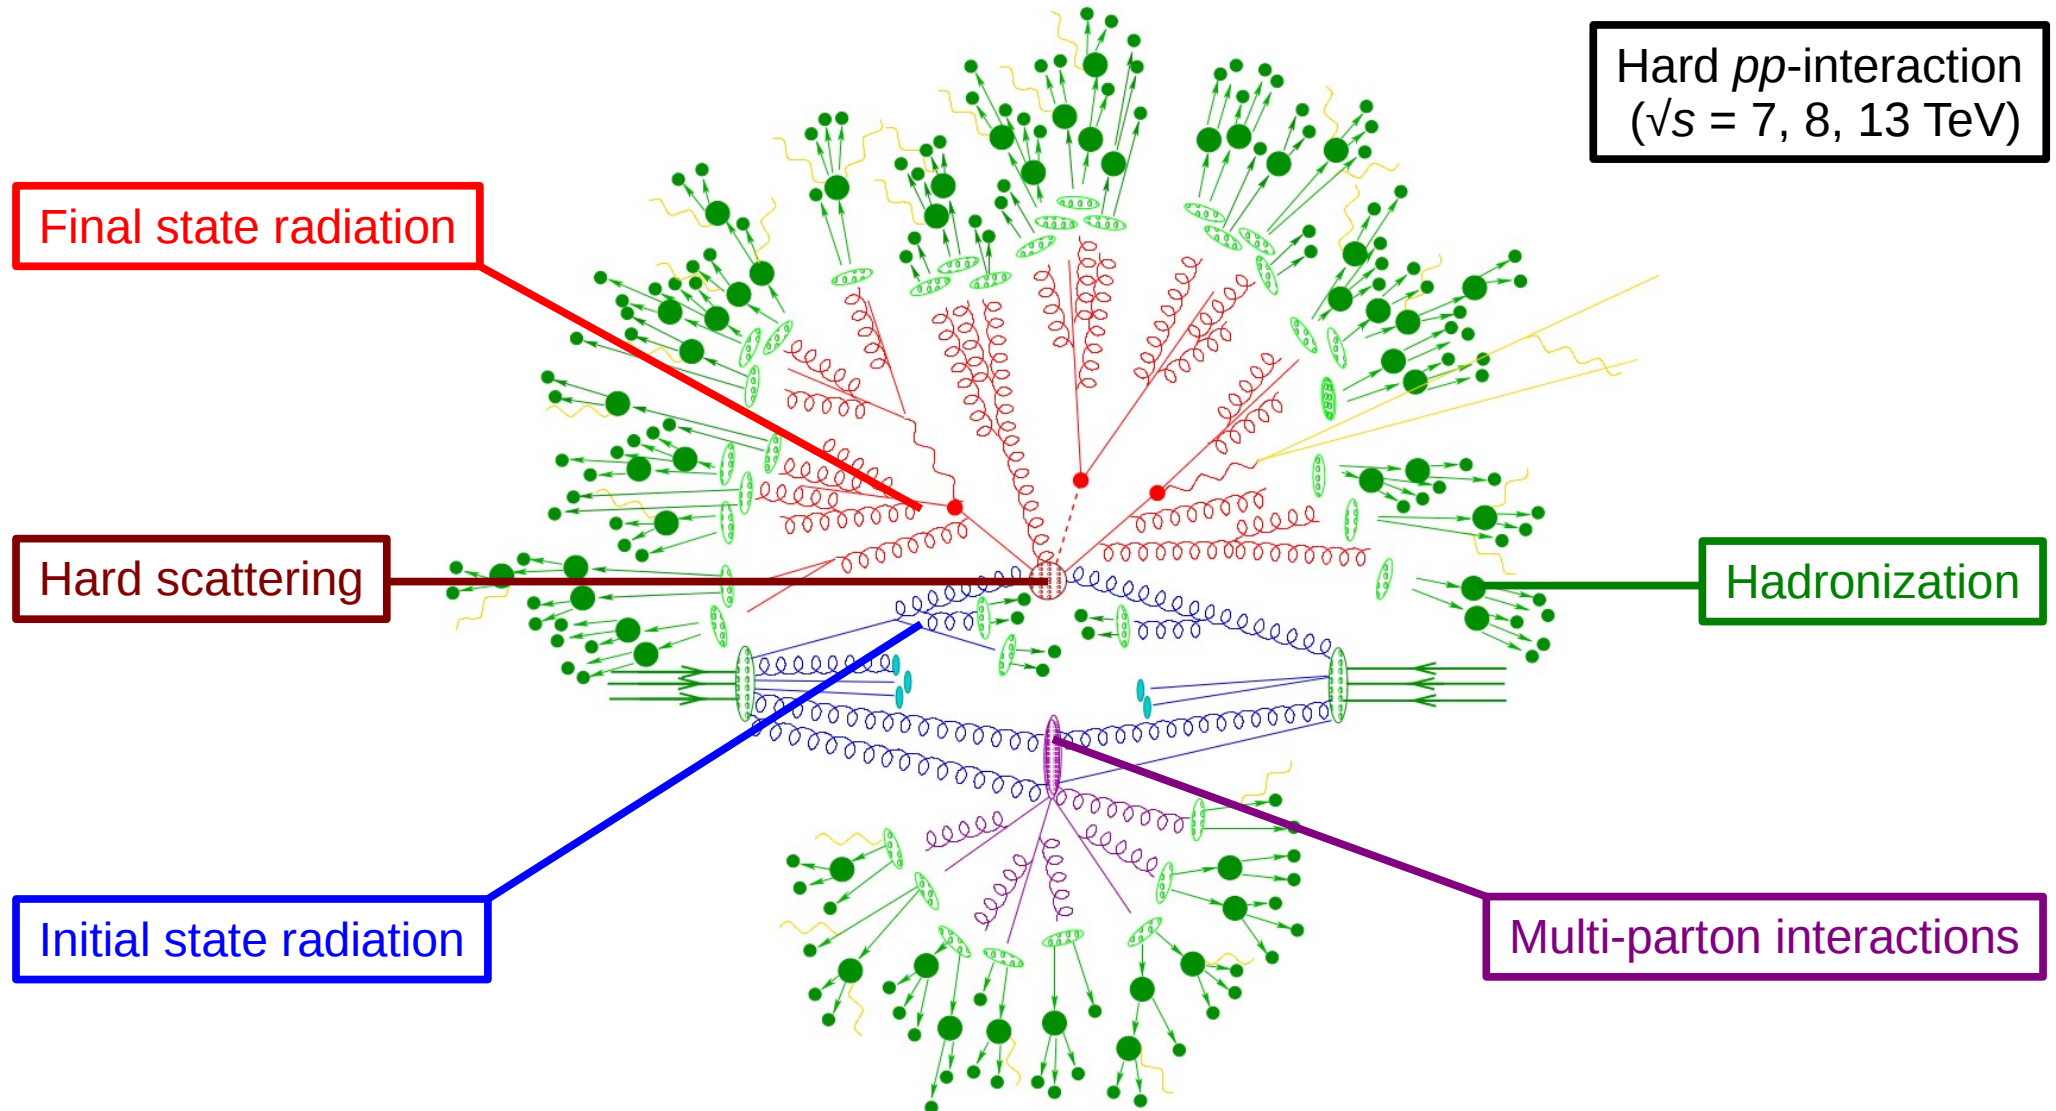 Hard pp-interaction
(√s = 7, 8, 13 TeV)
Final state radiation
Hard scattering
Hadronization
Initial state radiation
Multi-parton interactions